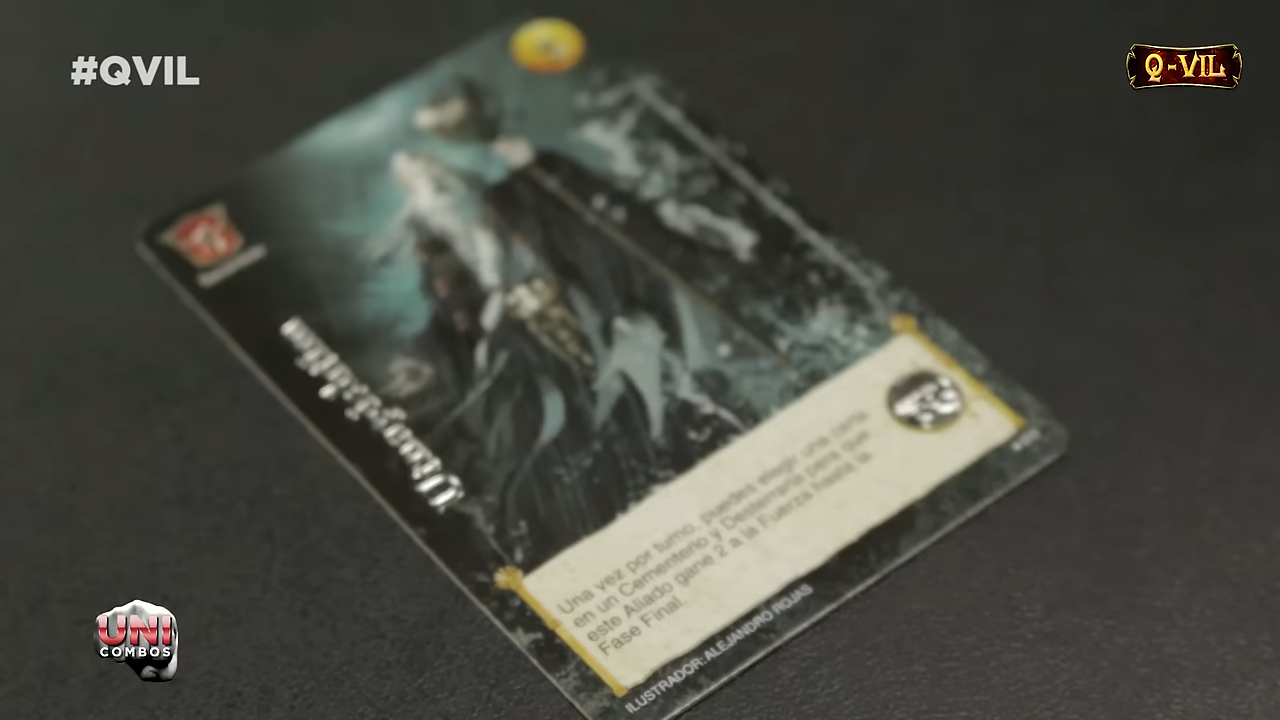 #QVIL
Q-VIL
Una vez por turno, puedes elegir una carta
en un Cementerio y Desterrarla para que
este Aliado gane 2 a la Fuerza hasta la
Fase Final.
ILUSTRADOR: ALEJANDRO ROJAS
UNI
COMBOS